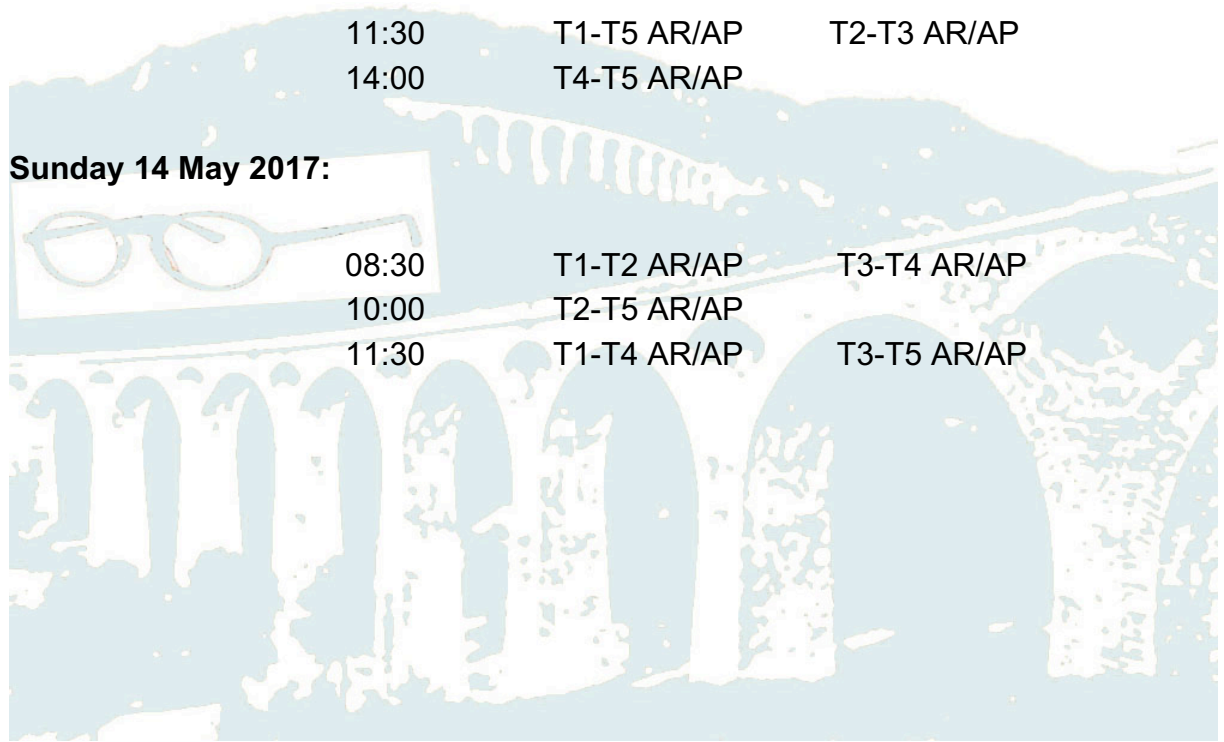 11:30 T1-T5 AR/AP T2-T3 AR/AP
14:00 T4-T5 AR/AP
Sunday 14 May 2017:
08:30 T1-T2 AR/AP T3-T4 AR/AP
10:00 T2-T5 AR/AP
11:30 T1-T4 AR/AP T3-T5 AR/AP